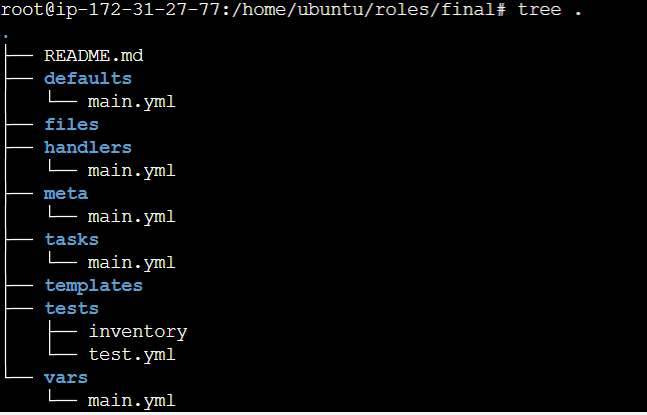 root@ip-172-31-27-77:/home/ubuntu/roles/final# tree .
.
├── README.md
├── defaults
│   └── main.yml
├── files
├── handlers
│   └── main.yml
├── meta
│   └── main.yml
├── tasks
│   └── main.yml
├── templates
├── tests
│   ├── inventory
│   └── test.yml
└── vars
    └── main.yml